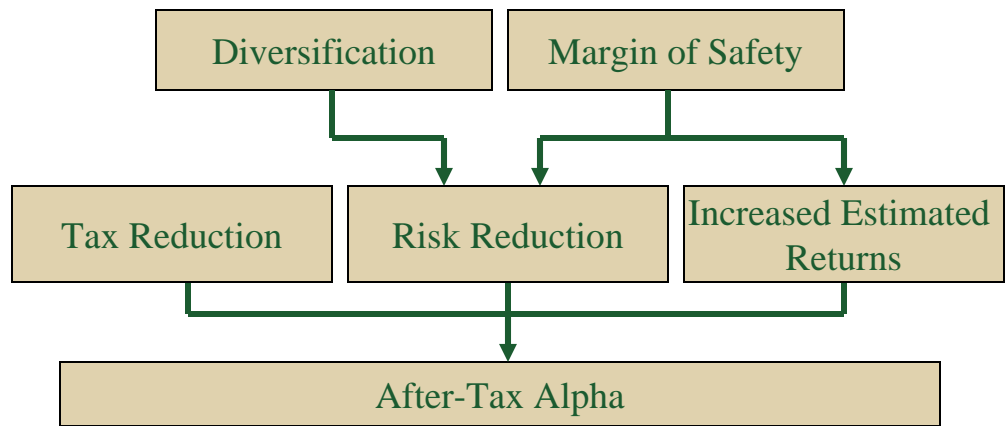 Diversification
Margin of Safety
Tax Reduction
Risk Reduction
Increased Estimated
Returns
After-Tax Alpha